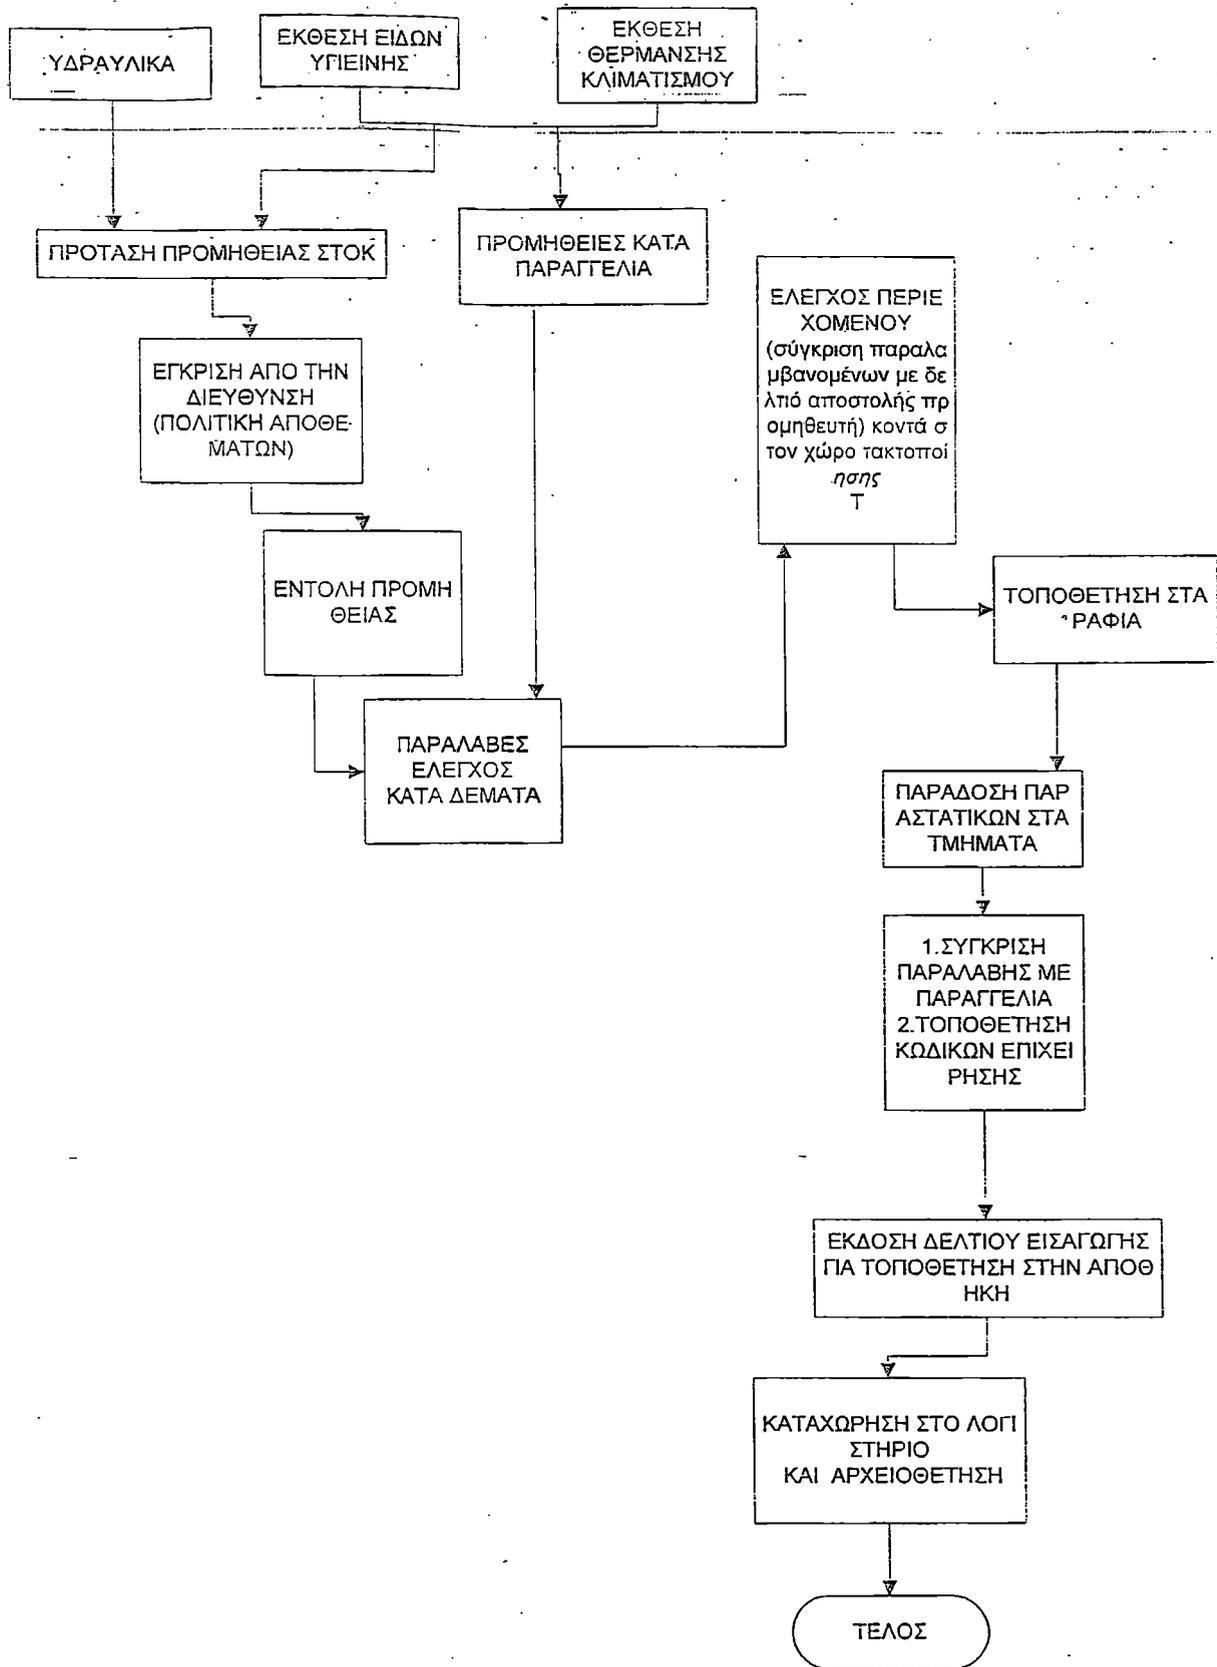 ΥΔΡΑΥΛΙΚΑ
ΕΚΘΕΣΗ ΕΙΔΩΝ
ΥΓΙΕΙΝΗΣ
ΕΚΘΕΣΗ
ΘΕΡΜΑΝΣΗΣ
ΚΛΙΜΑΤΙΣΜΟΥ
ΠΡΟΤΑΣΗ ΠΡΟΜΗΘΕΙΑΣ ΣΤΟΚ
ΠΡΟΜΗΘΕΙΕΣ ΚΑΤΑ
ΠΑΡΑΓΓΕΛΙΑ
ΕΓΚΡΙΣΗ ΑΠΟ ΤΗΝ
ΔΙΕΥΘΥΝΣΗ
(ΠΟΛΙΤΙΚΗ ΑΠΟΘΕ-
ΜΑΤΩΝ)
ΕΝΤΟΛΗ ΠΡΟΜΗ
ΘΕΙΑΣ
ΠΑΡΑΛΑΒΕΣ
ΕΛΕΓΧΟΣ
ΚΑΤΑ ΔΕΜΑΤΑ
ΕΛΕΓΧΟΣ ΠΕΡΙΕ
ΧΟΜΕΝΟΥ
(σύγκριση παραλα
μβανομένων με δε
λτιό αποστολής πρ
ομηθευτή) κοντά σ
τον χώρο τακτοποί
ησης
Τ
ΤΟΠΟΘΕΤΗΣΗ ΣΤΑ
ΡΑΦΙΑ
ΠΑΡΑΔΟΣΗ ΠΑΡ
ΑΣΤΑΤΙΚΩΝ ΣΤΑ
ΤΜΗΜΑΤΑ
1.ΣΥΓΚΡΙΣΗ
ΠΑΡΑΛΑΒΗΣ ΜΕ
ΠΑΡΑΓΓΕΛΙΑ
2.ΤΟΠΟΘΕΤΗΣΗ
ΚΩΔΙΚΩΝ ΕΠΙΧΕΙ
ΡΗΣΗΣ
ΕΚΔΟΣΗ ΔΕΛΤΙΟΥ ΕΙΣΑΓΩΓΗΣ
ΓΙΑ ΤΟΠΟΘΕΤΗΣΗ ΣΤΗΝ ΑΠΟΘ
ΗΚΗ
ΚΑΤΑΧΩΡΗΣΗ ΣΤΟ ΛΟΓΙ
ΣΤΗΡΙΟ
ΚΑΙ ΑΡΧΕΙΟΘΕΤΗΣΗ
ΤΕΛΟΣ